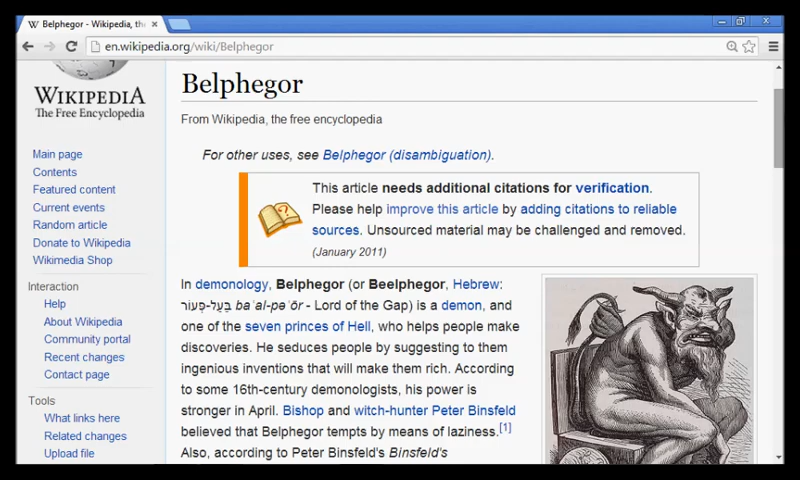 Belphegor - Wikipedia, the
en.wikipedia.org/wiki/Belphegor
WIKIPEDIA
The Free Encyclopedia
Main page
Contents
Featured content
Current events
Random article
Donate to Wikipedia
Wikimedia Shop
Interaction
Help
About Wikipedia
Community portal
Recent changes
Contact page
Tools
What links here
Related changes
Upload file
Belphegor
From Wikipedia, the free encyclopedia
For other uses, see Belphegor (disambiguation).
This article needs additional citations for verification.
Please help improve this article by adding citations to reliable
sources. Unsourced material may be challenged and removed.
(January 2011)
In demonology, Belphegor (or Beelphegor, Hebrew:
בַּעַל-פְּעוֹר baʿal-pəʿōr - Lord of the Gap) is a demon, and
one of the seven princes of Hell, who helps people make
discoveries. He seduces people by suggesting to them
ingenious inventions that will make them rich. According
to some 16th-century demonologists, his power is
stronger in April. Bishop and witch-hunter Peter Binsfeld
believed that Belphegor tempts by means of laziness.[1]
Also, according to Peter Binsfeld's Binsfeld's